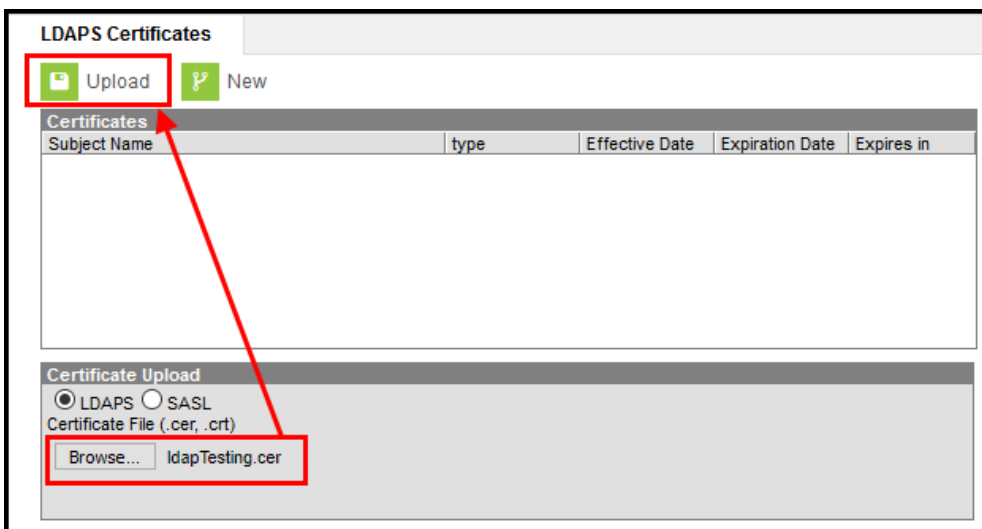 LDAPS Certificates
Upload New
Certificates
Subject Name type Effective Date Expiration Date Expires in
Certificate Upload
LDAPS SASL
Certificate File (.cer, .crt)
Browse... ldapTesting.cer